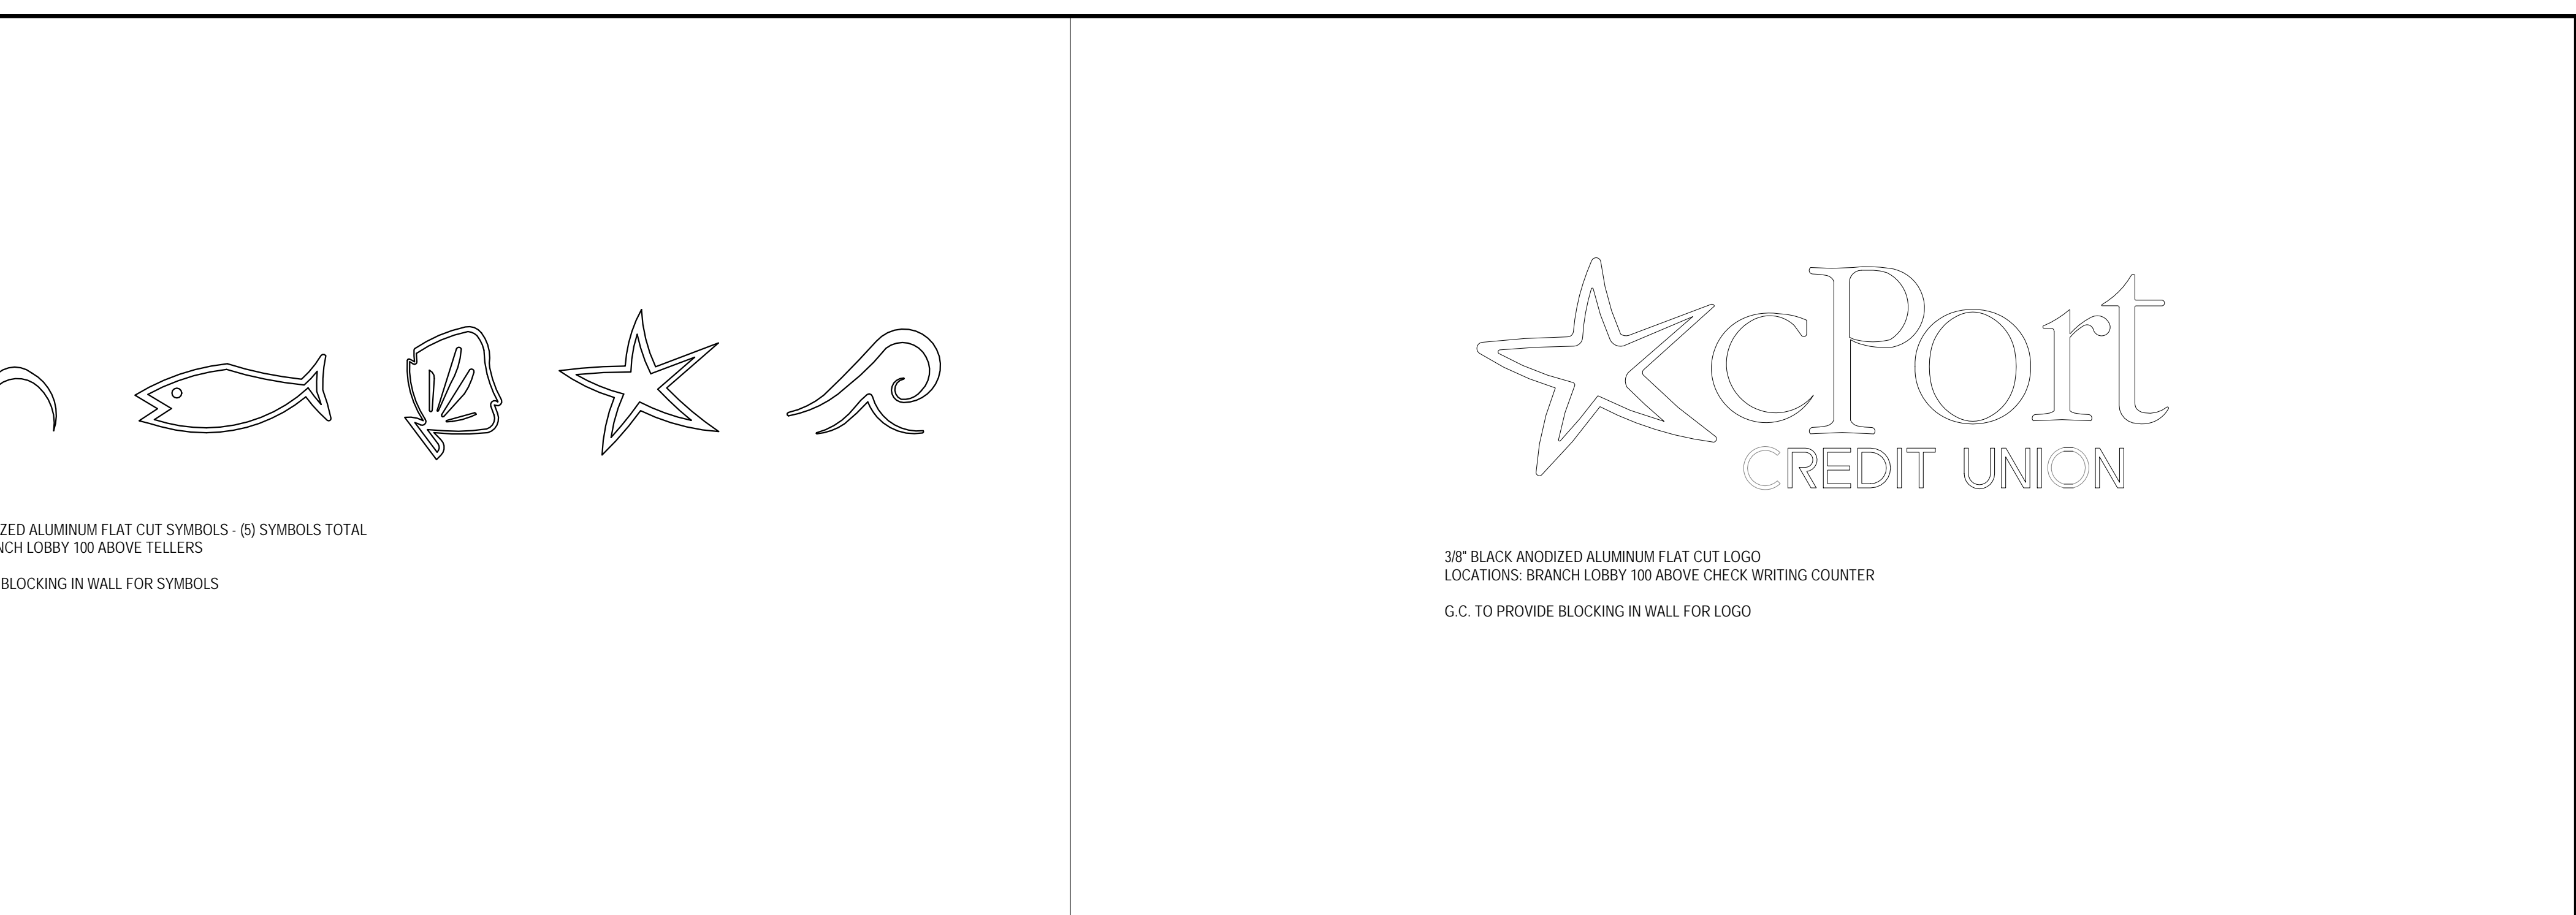 ALUMINUM FLAT CUT SYMBOLS - (5) SYMBOLS TOTAL
LOBBY 100 ABOVE TELLERS
BLOCKING IN WALL FOR SYMBOLS
cPort
CREDIT UNION
3/8" BLACK ANODIZED ALUMINUM FLAT CUT LOGO
LOCATIONS: BRANCH LOBBY 100 ABOVE CHECK WRITING COUNTER
G.C. TO PROVIDE BLOCKING IN WALL FOR LOGO